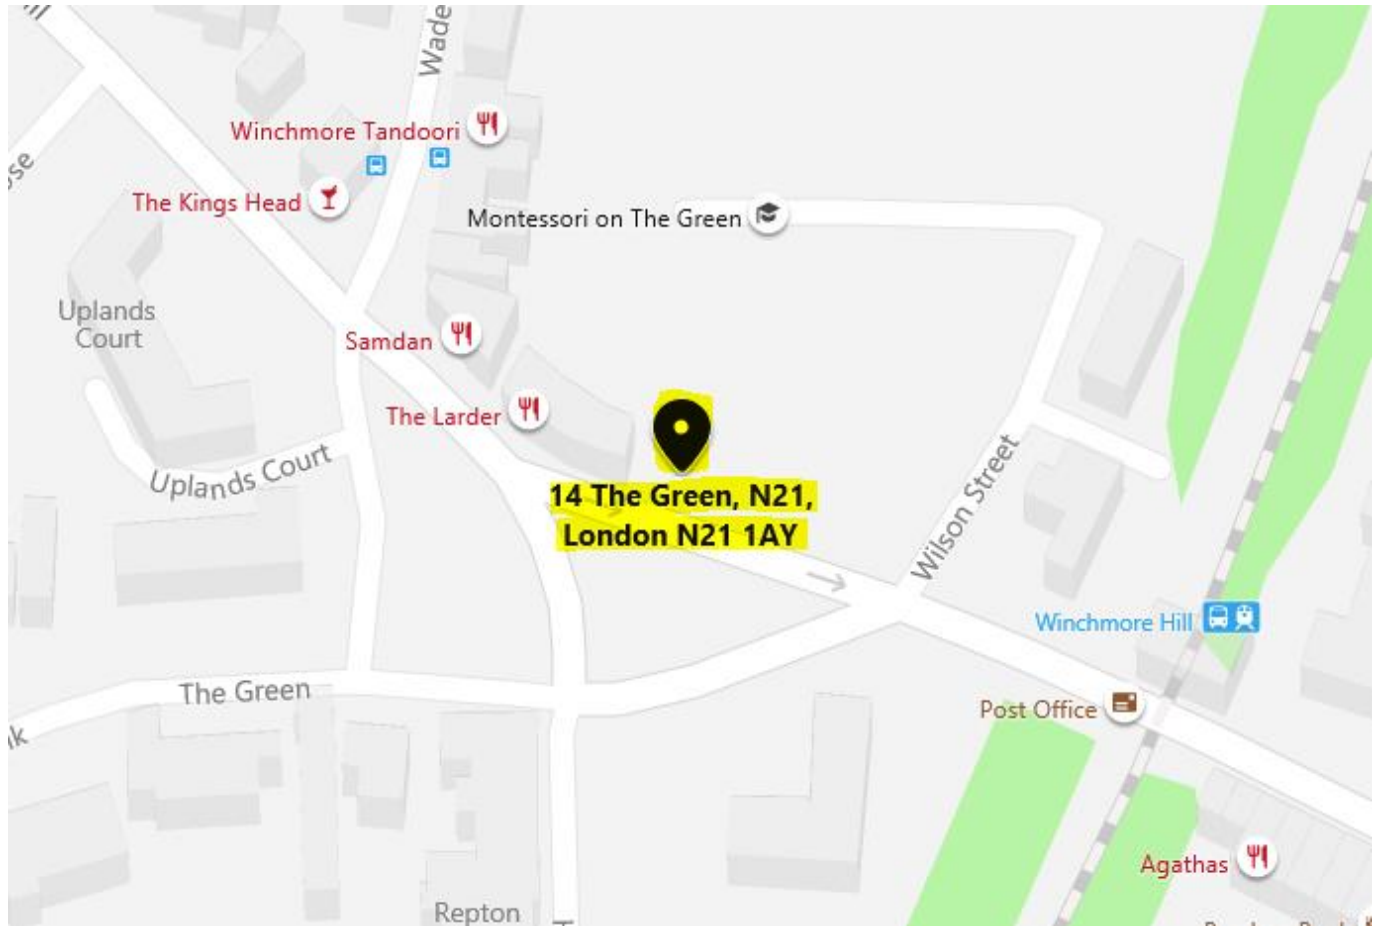 Wade
Winchmore Tandoori
The Kings Head
Montessori on The Green
Uplands
Court
Samdan
The Larder
Uplands Court
14 The Green, N21,
London N21 1AY
Wilson Street
Winchmore Hill
The Green
Post Office
Agathas
Repton